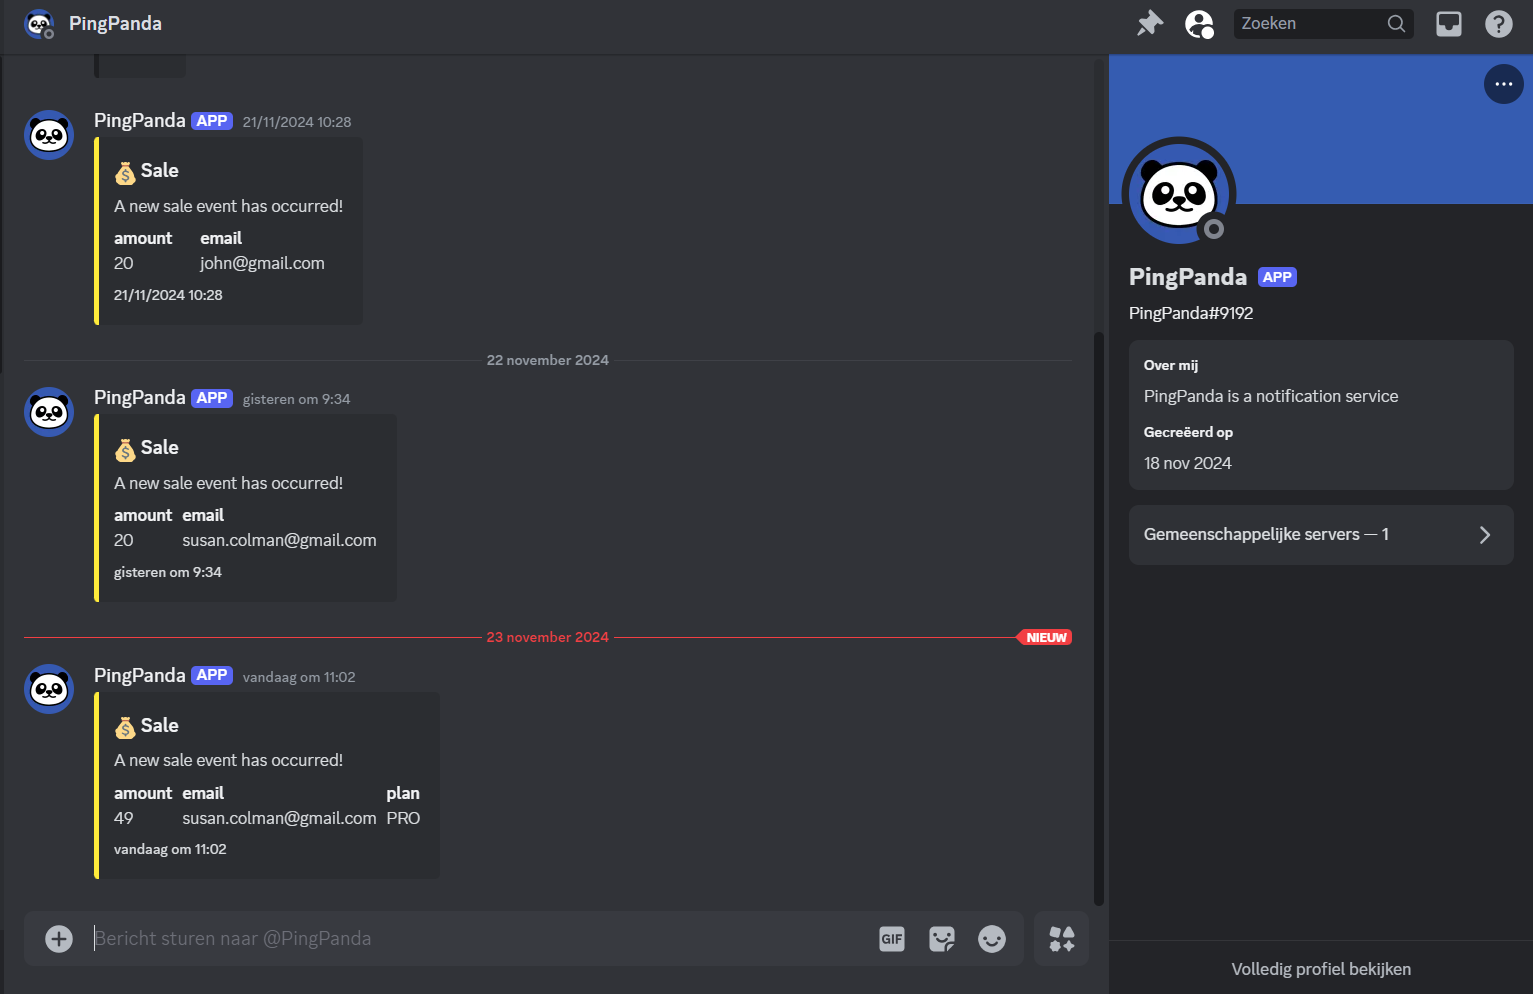 PingPanda
Zoeken
PingPanda APP 21/11/2024 10:28
Sale
A new sale event has occurred!
amount email
20 john@gmail.com
21/11/2024 10:28
22 november 2024
PingPanda APP gisteren om 9:34
Sale
A new sale event has occurred!
amount email
20 susan.colman@gmail.com
gisteren om 9:34
23 november 2024 NIEUW
PingPanda APP vandaag om 11:02
Sale
A new sale event has occurred!
amount email plan
49 susan.colman@gmail.com PRO
vandaag om 11:02
Bericht sturen naar @PingPanda
GIF
PingPanda APP
PingPanda#9192
Over mij
PingPanda is a notification service
Gecreëerd op
18 nov 2024
Gemeenschappelijke servers — 1
Volledig profiel bekijken